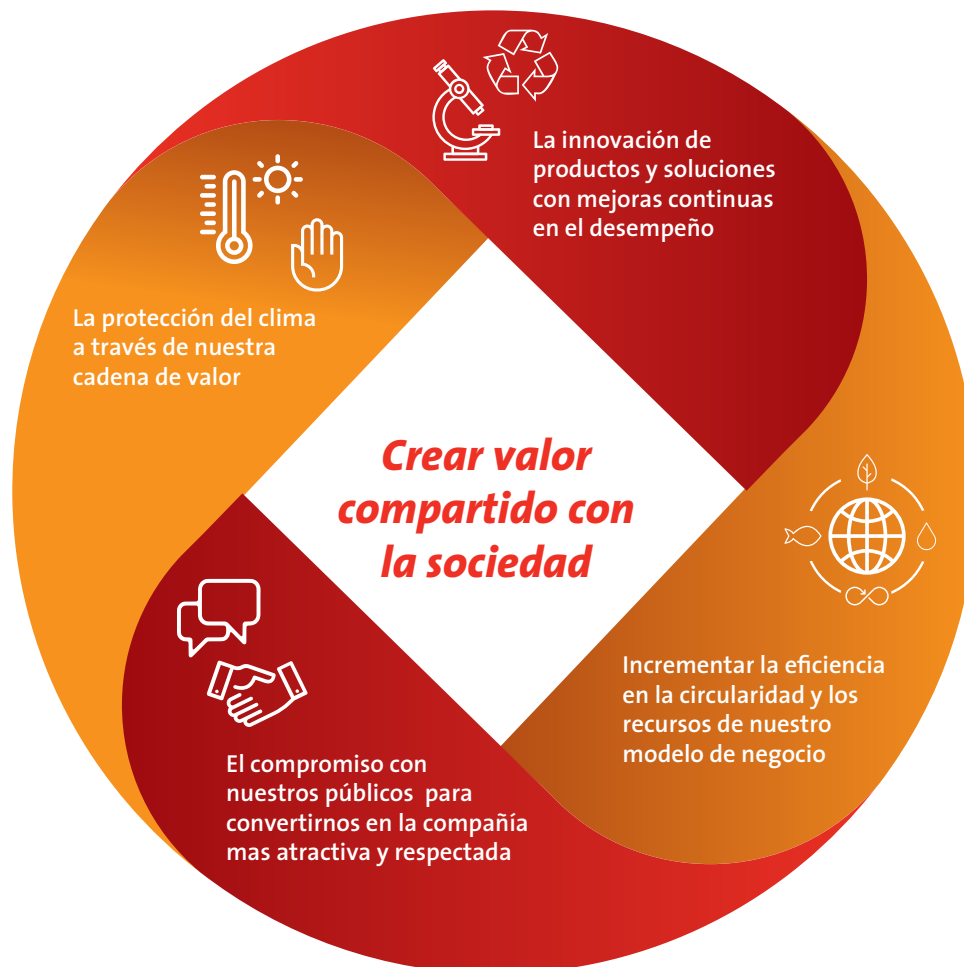 La innovación de
productos y soluciones
con mejoras continuas
en el desempeño
La protección del clima
a través de nuestra
cadena de valor
Crear valor
compartido con
la sociedad
Incrementar la eficiencia
en la circularidad y los
recursos de nuestro
modelo de negocio
El compromiso con
nuestros públicos  para
convertirnos en la compañía
mas atractiva y respectada